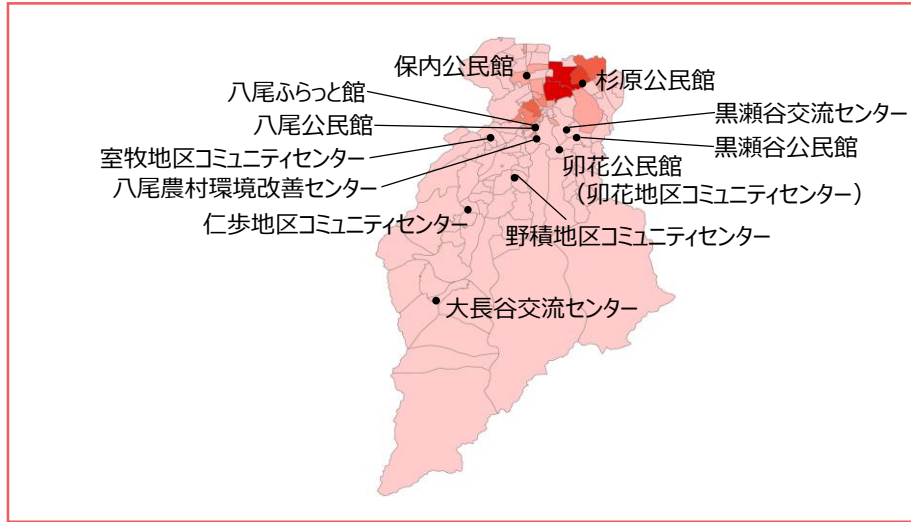 保内公民館
杉原公民館
八尾ふらっと館
黒瀬谷交流センター
八尾公民館
黒瀬谷公民館
室牧地区コミュニティセンター
卯花公民館
（卯花地区コミュニティセンター）
八尾農村環境改善センター
仁歩地区コミュニティセンター
野積地区コミュニティセンター
大長谷交流センター